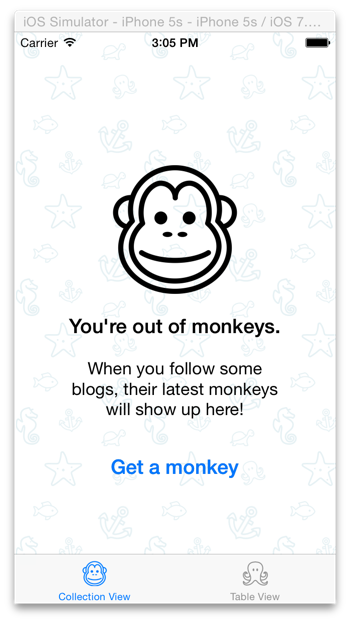 iOS Simulator - iPhone 5s - iPhone 5s / iOS 7....
Carrier 3:05 PM
You're out of monkeys.
When you follow some
blogs, their latest monkeys
will show up here!
Get a monkey
Collection View Table View